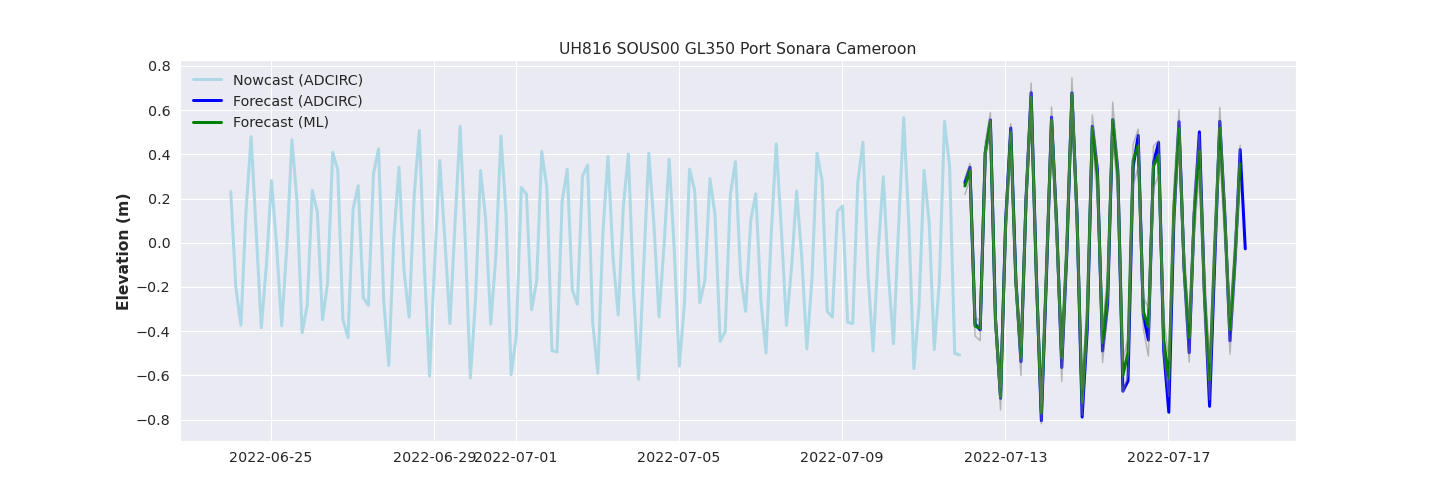 UH816 SOUS00 GL350 Port Sonara Cameroon
Nowcast (ADCIRC)
Forecast (ADCIRC)
Forecast (ML)
Elevation (m)
0.8
0.6
0.4
0.2
0.0
−0.2
−0.4
−0.6
−0.8
2022-06-25 2022-06-29 2022-07-01 2022-07-05 2022-07-09 2022-07-13 2022-07-17